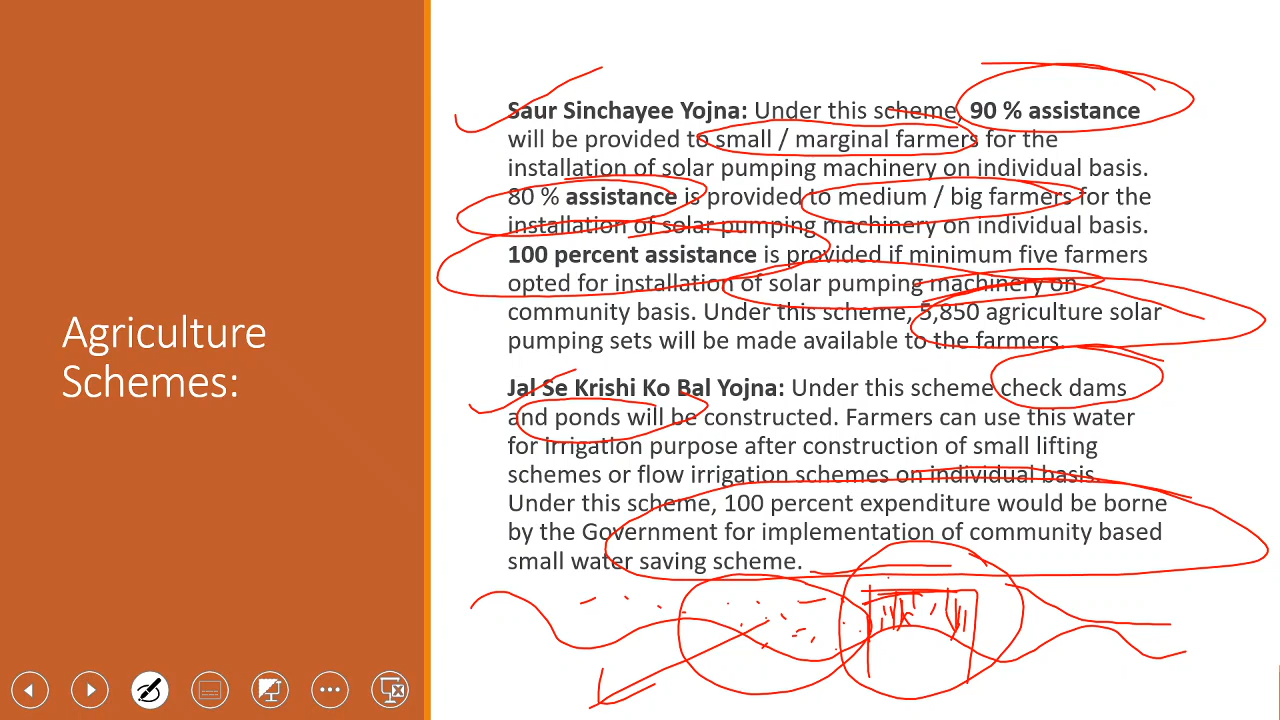 Agriculture
Schemes:
Saur Sinchayee Yojna: Under this scheme, 90 % assistance
will be provided to small / marginal farmers for the
installation of solar pumping machinery on individual basis.
80 % assistance is provided to medium / big farmers for the
installation of solar pumping machinery on individual basis.
100 percent assistance is provided if minimum five farmers
opted for installation of solar pumping machinery on
community basis. Under this scheme, 5,850 agriculture solar
pumping sets will be made available to the farmers.
Jal Se Krishi Ko Bal Yojna: Under this scheme check dams
and ponds will be constructed. Farmers can use this water
for irrigation purpose after construction of small lifting
schemes or flow irrigation schemes on individual basis.
Under this scheme, 100 percent expenditure would be borne
by the Government for implementation of community based
small water saving scheme.